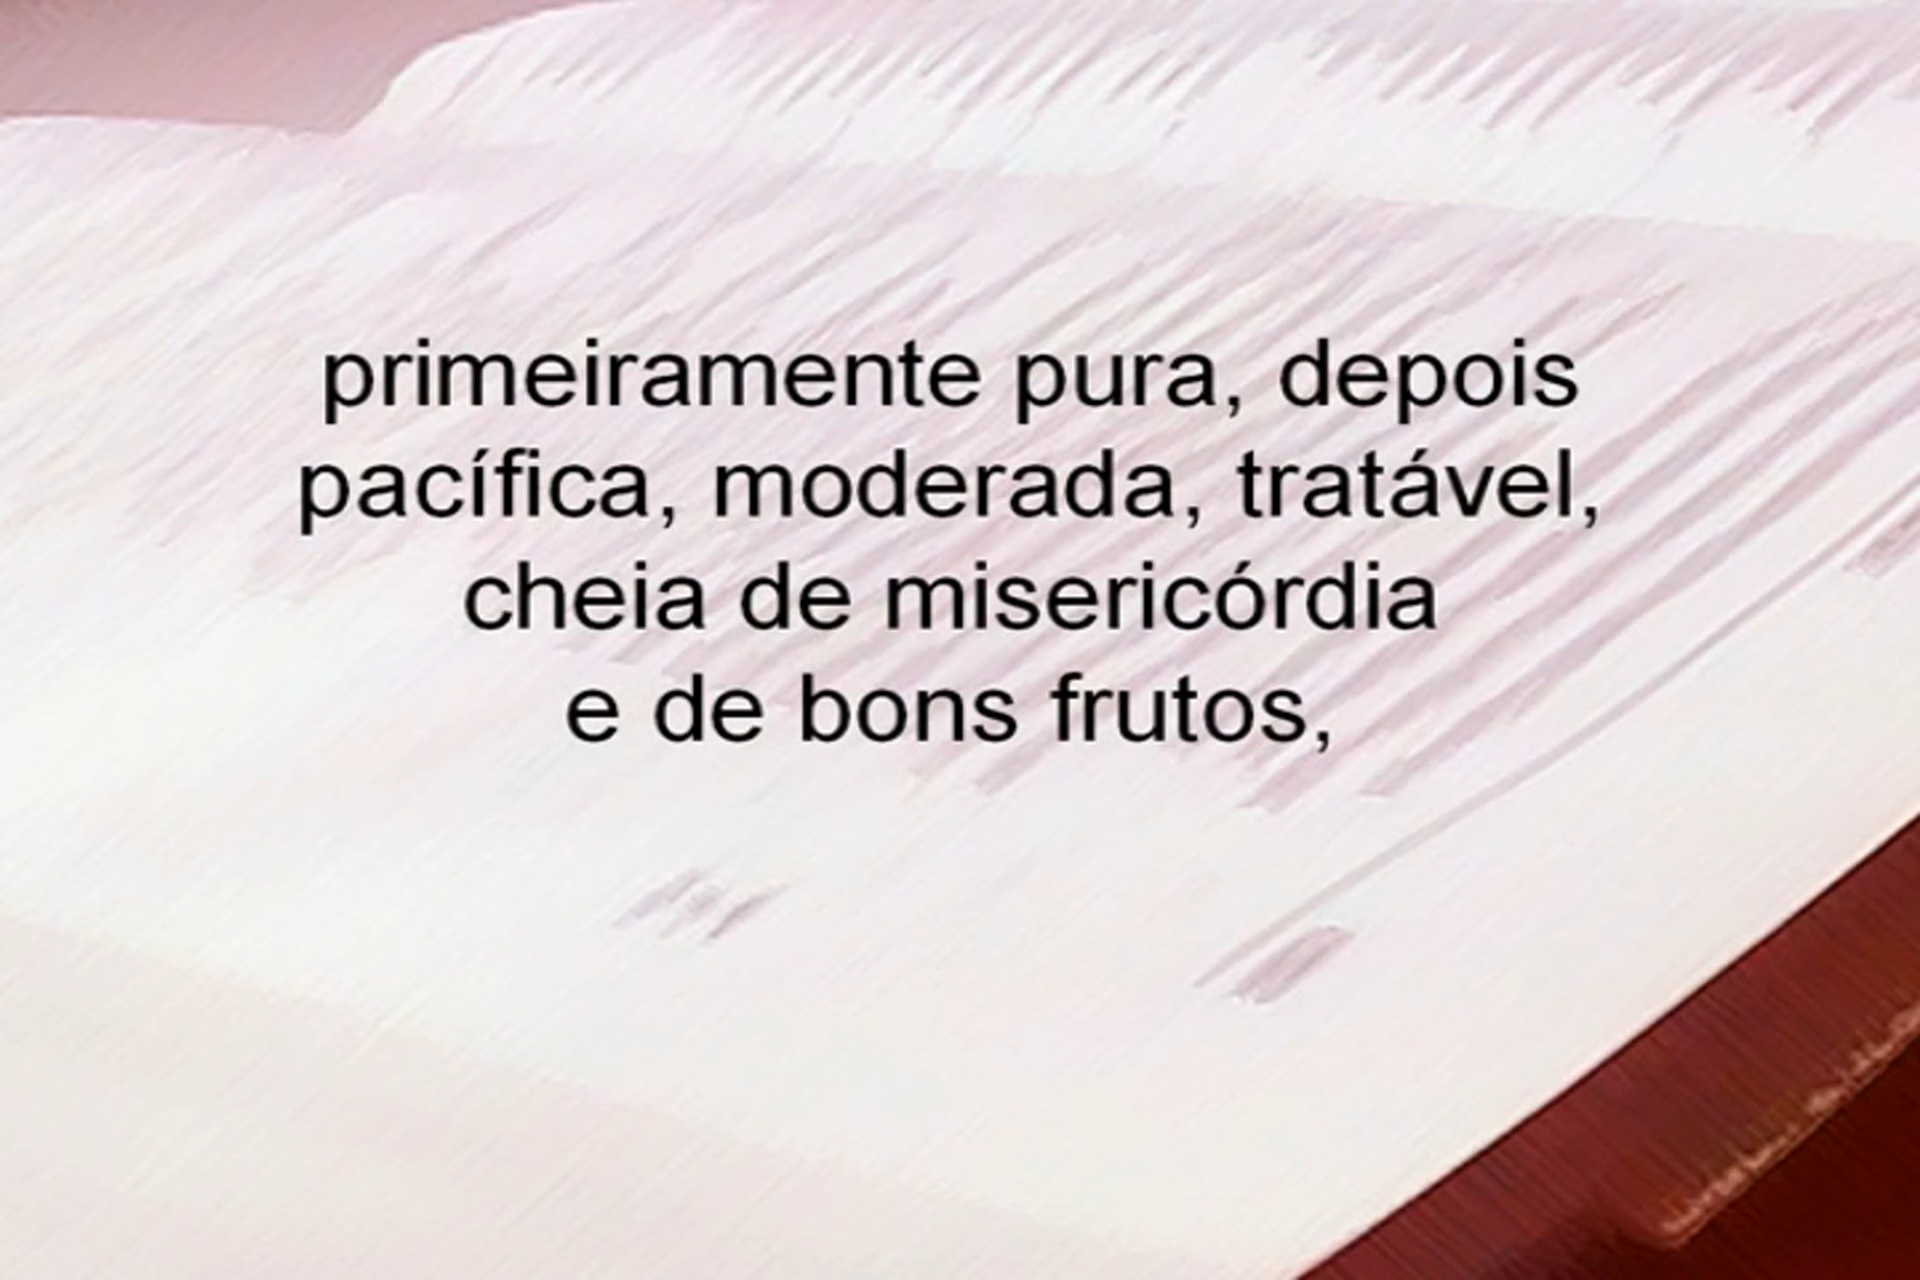 primeiramente pura, depois
pacífica, moderada, tratável,
cheia de misericórdia
e de bons frutos,